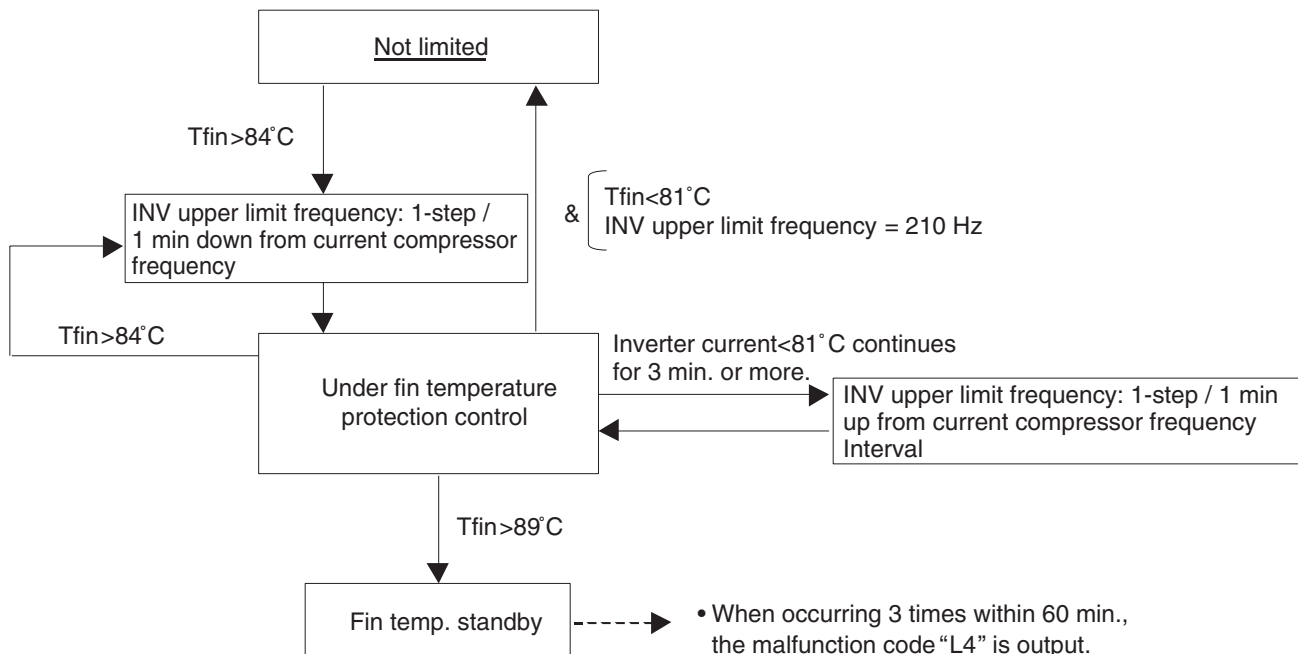 Not limited
Tfin>84°C
&
Tfin<81°C
INV upper limit frequency = 210 Hz
INV upper limit frequency: 1-step /
1 min down from current compressor
frequency
Tfin>84°C
Under fin temperature
protection control
Inverter current<81°C continues
for 3 min. or more.
INV upper limit frequency: 1-step / 1 min
up from current compressor frequency
Interval
Tfin>89°C
Fin temp. standby
• When occurring 3 times within 60 min.,
the malfunction code “L4” is output.